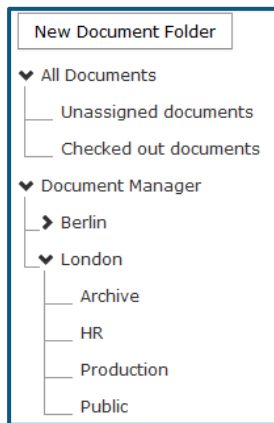 New Document Folder
All Documents
Unassigned documents
Checked out documents
Document Manager
Berlin
London
Archive
HR
Production
Public